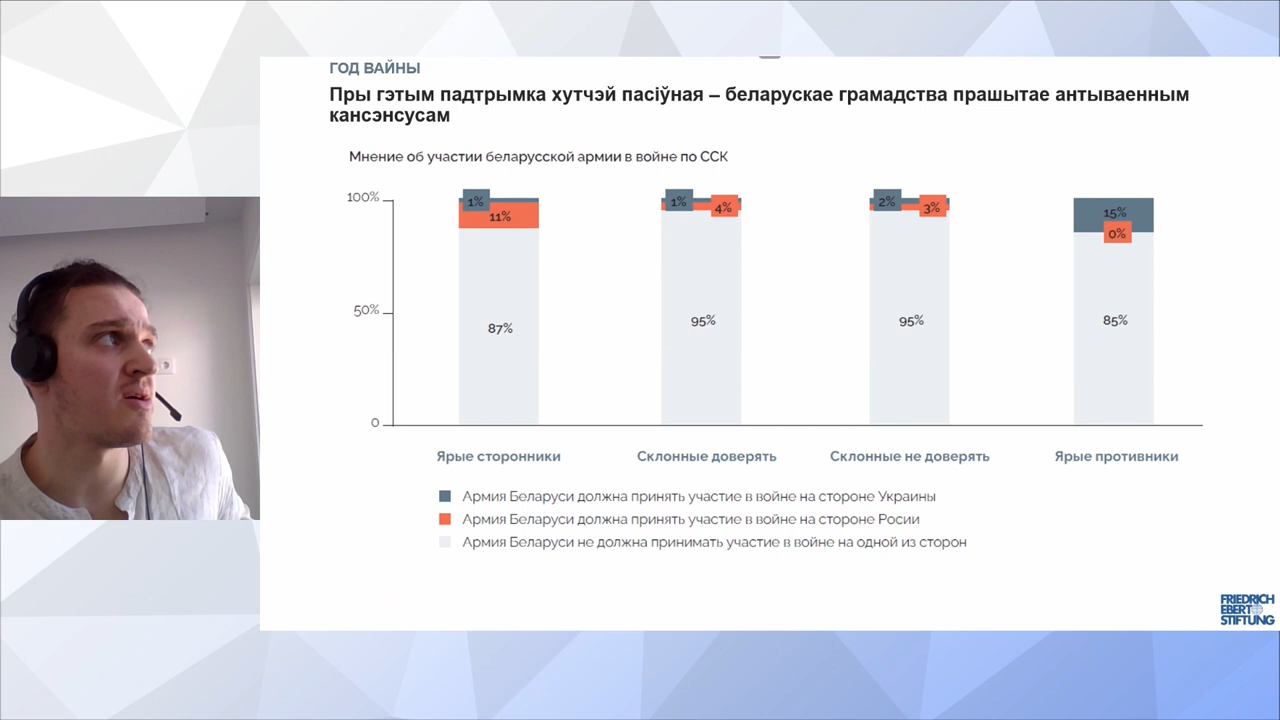 ГОД ВАЙНЫ
Пры гэтым падтрымка хутчэй пасіўная – беларускае грамадства прашытае антываенным
кансэнсусам
Мнение об участии беларусской армии в войне по ССК
100%
50%
0
1%
11%
87%
1%
4%
95%
2%
3%
95%
15%
0%
85%
Ярые сторонники
Склонные доверять
Склонные не доверять
Ярые противники
Армия Беларуси должна принять участие в войне на стороне Украины
Армия Беларуси должна принять участие в войне на стороне Росии
Армия Беларуси не должна принимать участие в войне на одной из сторон
FRIEDRICH
EBERT
STIFTUNG